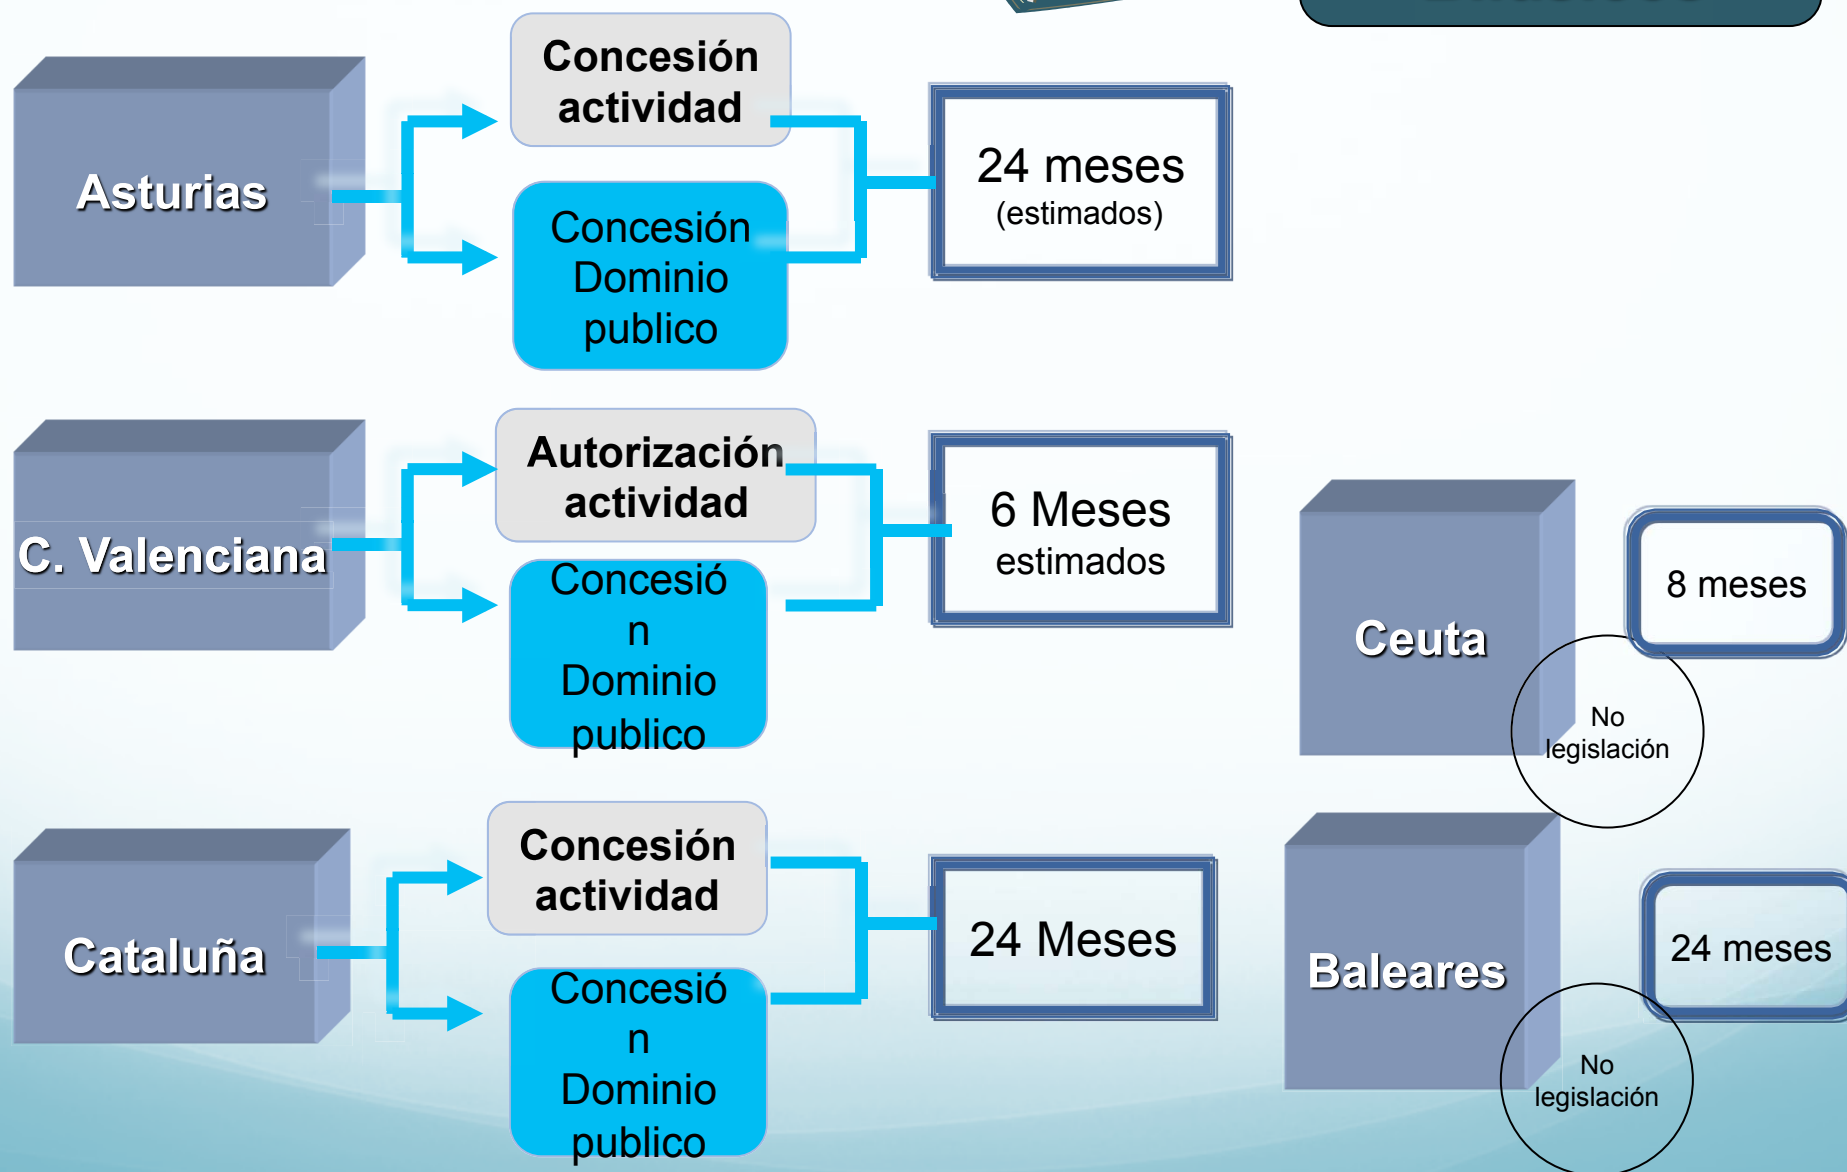 Concesión
actividad
Asturias
Concesión
Dominio
publico
24 meses
(estimados)
Autorización
actividad
C. Valenciana
Concesió
n
Dominio
publico
6 Meses
estimados
Ceuta
8 meses
No
legislación
Concesión
actividad
Cataluña
Concesió
n
Dominio
publico
24 Meses
Baleares
24 meses
No
legislación